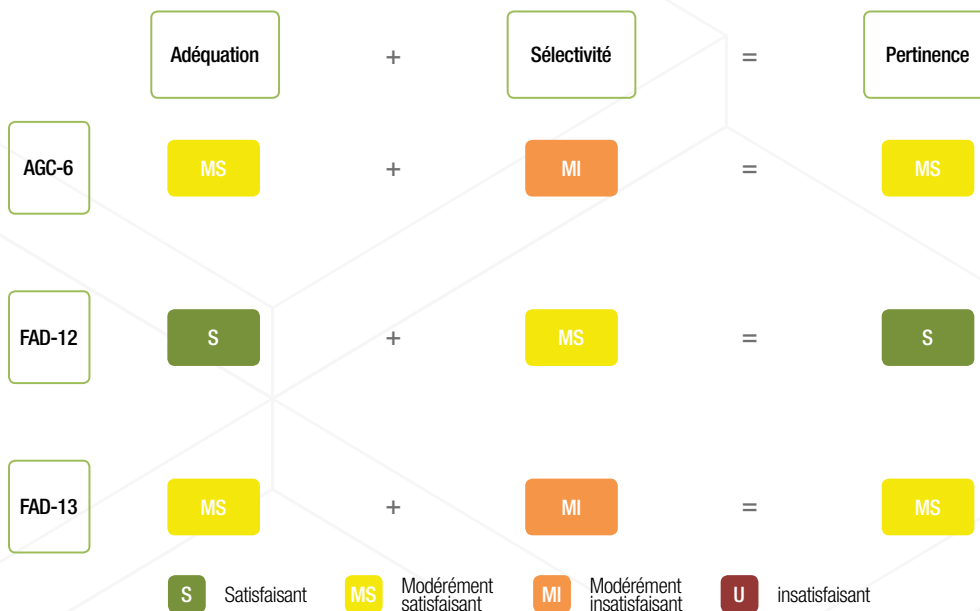 Adéquation + Sélectivité = Pertinence
AGC-6 MS + MI = MS
FAD-12 S + MS = S
FAD-13 MS + MI = MS
S Satisfaisant MS Modérément satisfaisant MI Modérément insatisfaisant U insatisfaisant